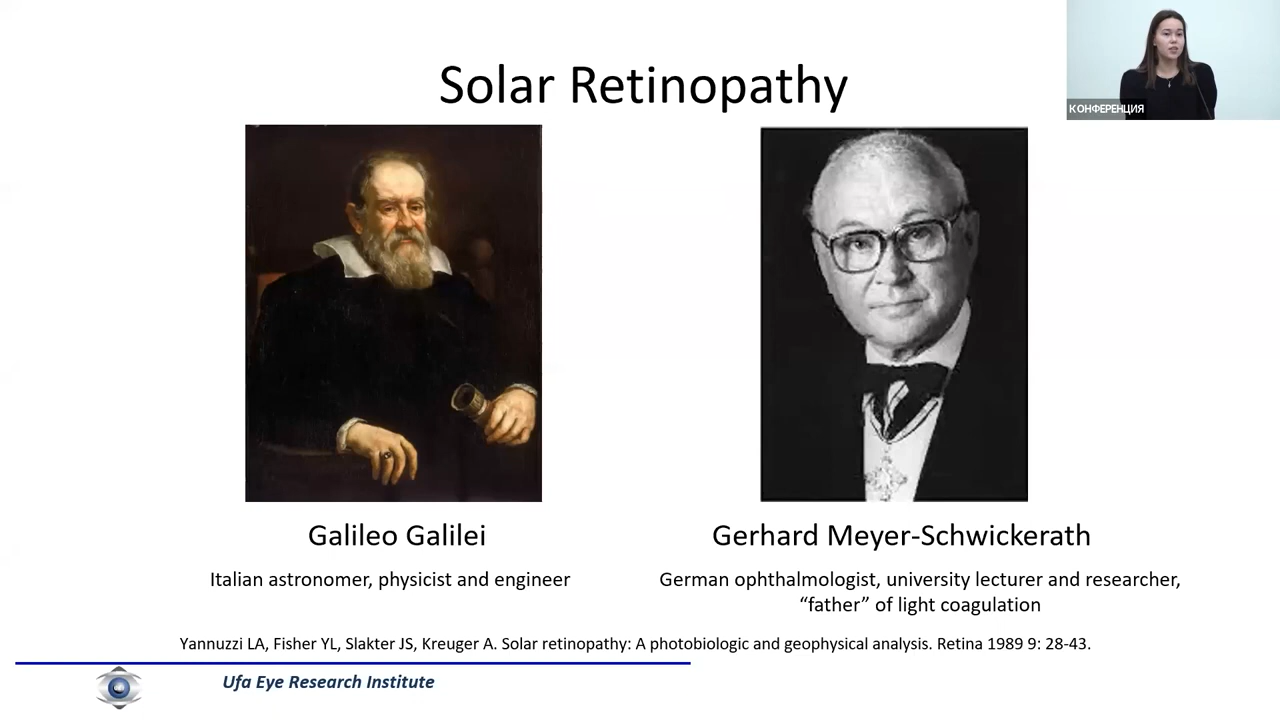 Solar Retinopathy
КОНФЕРЕНЦИЯ
Galileo Galilei
Italian astronomer, physicist and engineer
Gerhard Meyer-Schwickerath
German ophthalmologist, university lecturer and researcher,
“father” of light coagulation
Yannuzzi LA, Fisher YL, Slakter JS, Kreuger A. Solar retinopathy: A photobiologic and geophysical analysis. Retina 1989 9: 28-43.
Ufa Eye Research Institute